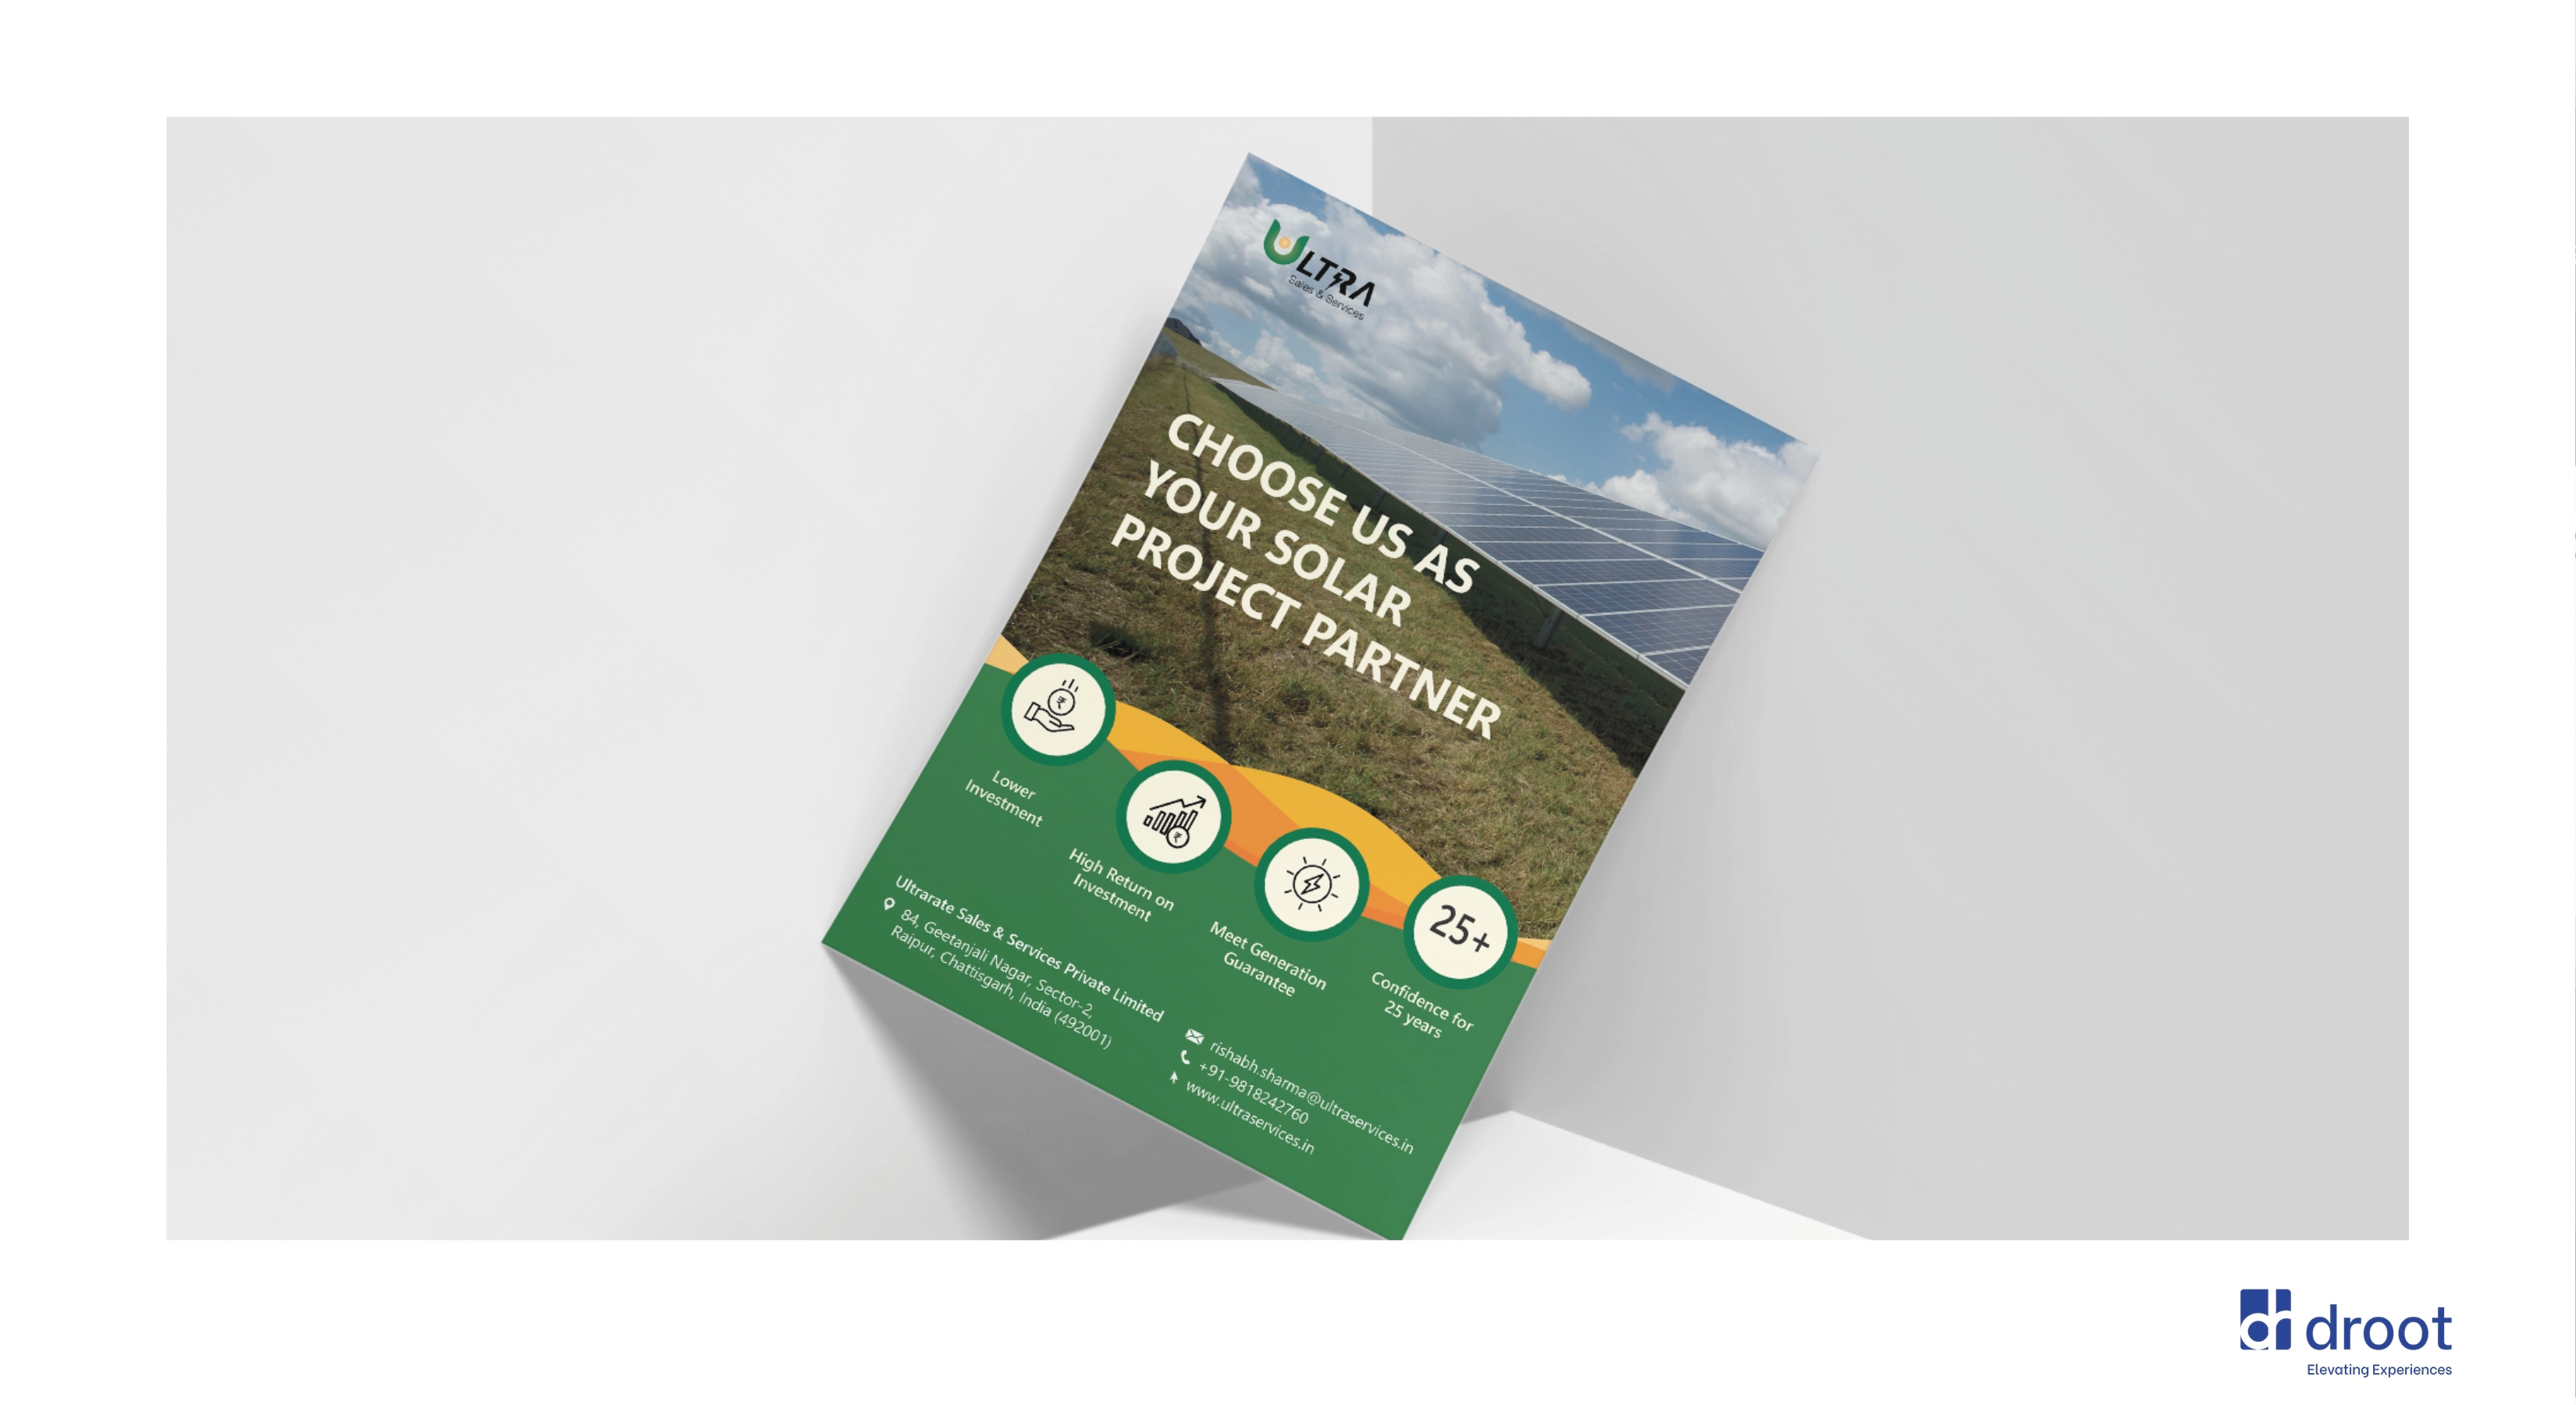 ULTRA
Sales & Services
CHOOSE US AS
YOUR SOLAR
PROJECT PARTNER
Lower
Investment
High Return on
Investment
Meet Generation
Guarantee
25+
Confidence for
25 years
Ultrarate Sales & Services Private Limited
84, Geetanjali Nagar, Sector-2,
Raipur, Chattisgarh, India (492001)
rishabh.sharma@ultraservices.in
+91-9818242760
www.ultraservices.in
droot
Elevating Experiences